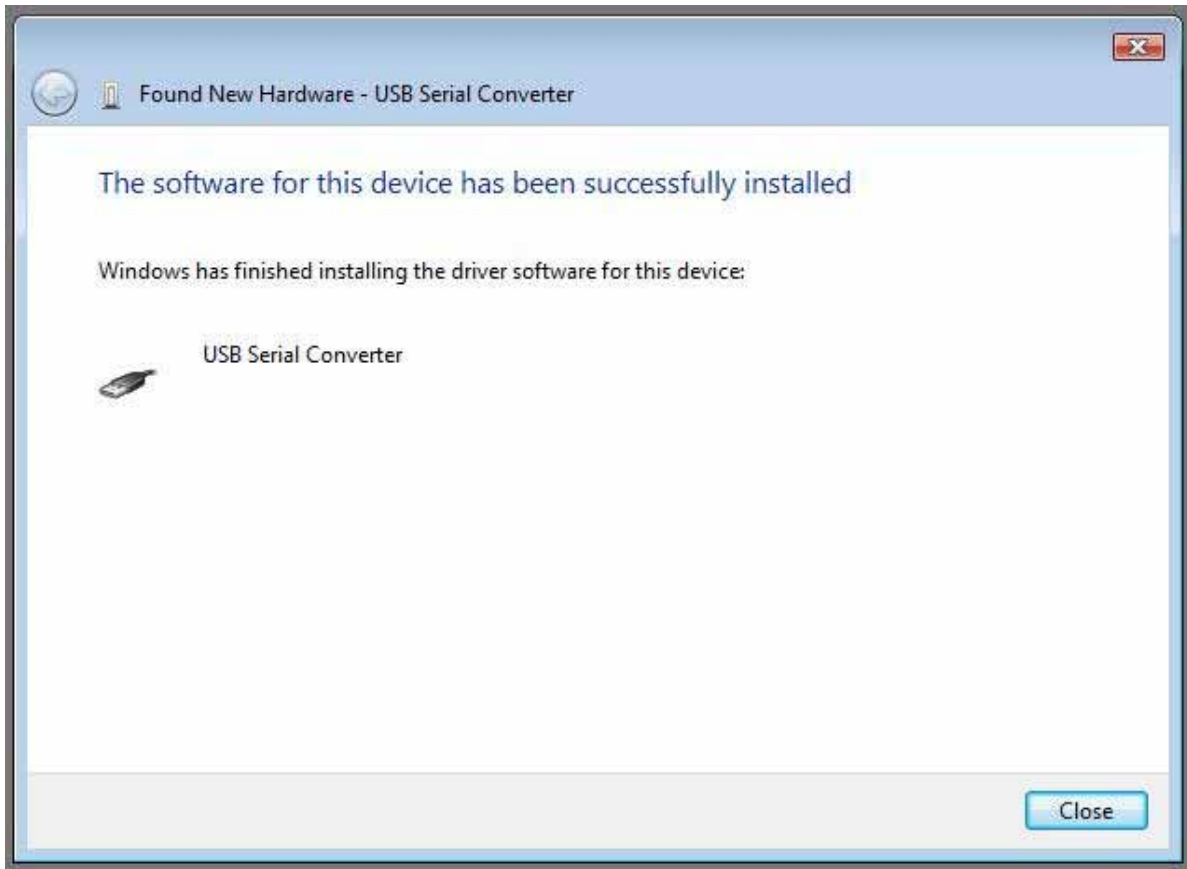 Found New Hardware - USB Serial Converter
The software for this device has been successfully installed
Windows has finished installing the driver software for this device:
USB Serial Converter
Close